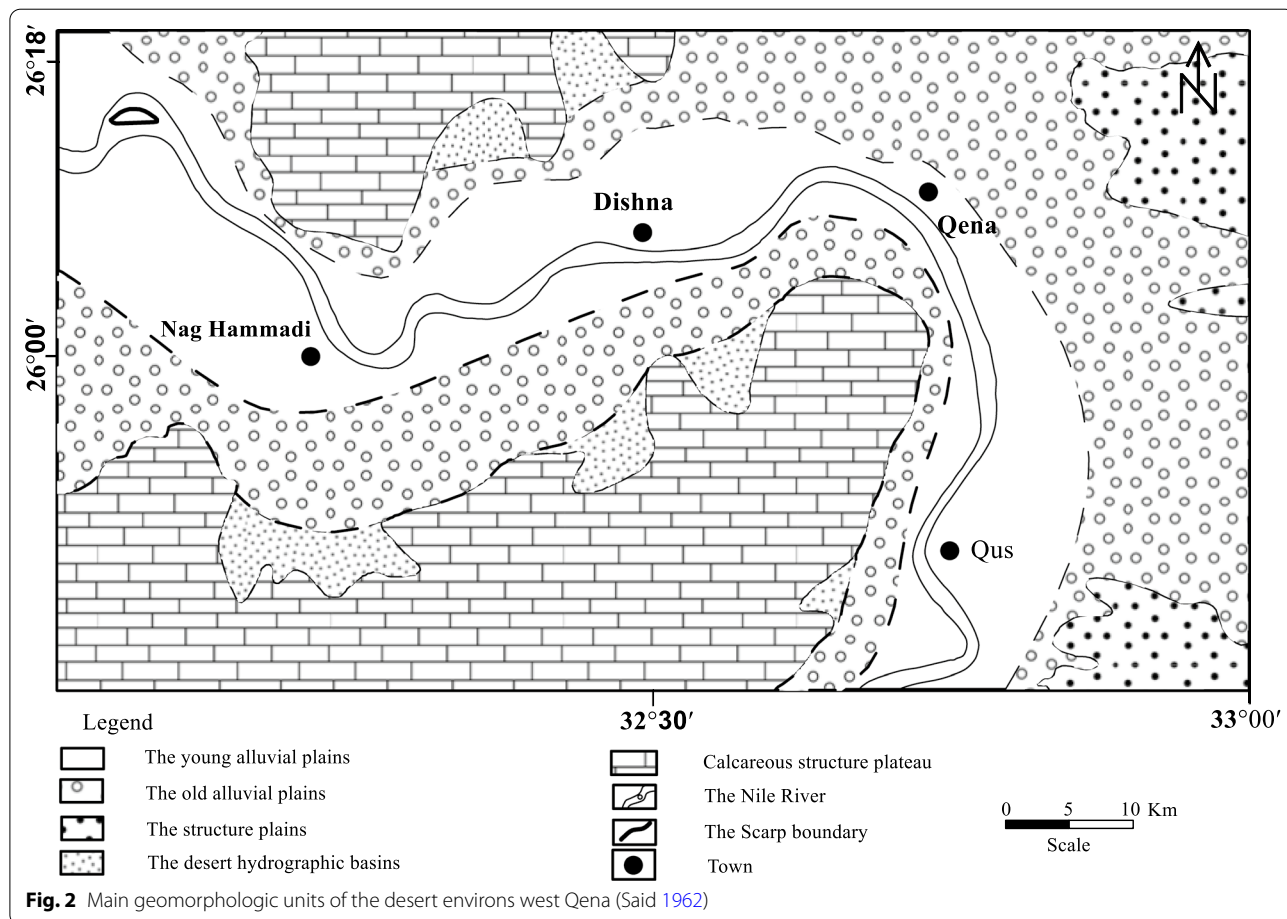 26°18′
N
Dishna
Qena
Nag Hammadi
26°00′
Qus
32°30′
33°00′
Legend
The young alluvial plains
The old alluvial plains
The structure plains
The desert hydrographic basins
Calcareous structure plateau
The Nile River
The Scarp boundary
Town
0 5 10 Km
Scale
Fig. 2 Main geomorphologic units of the desert environs west Qena (Said 1962)